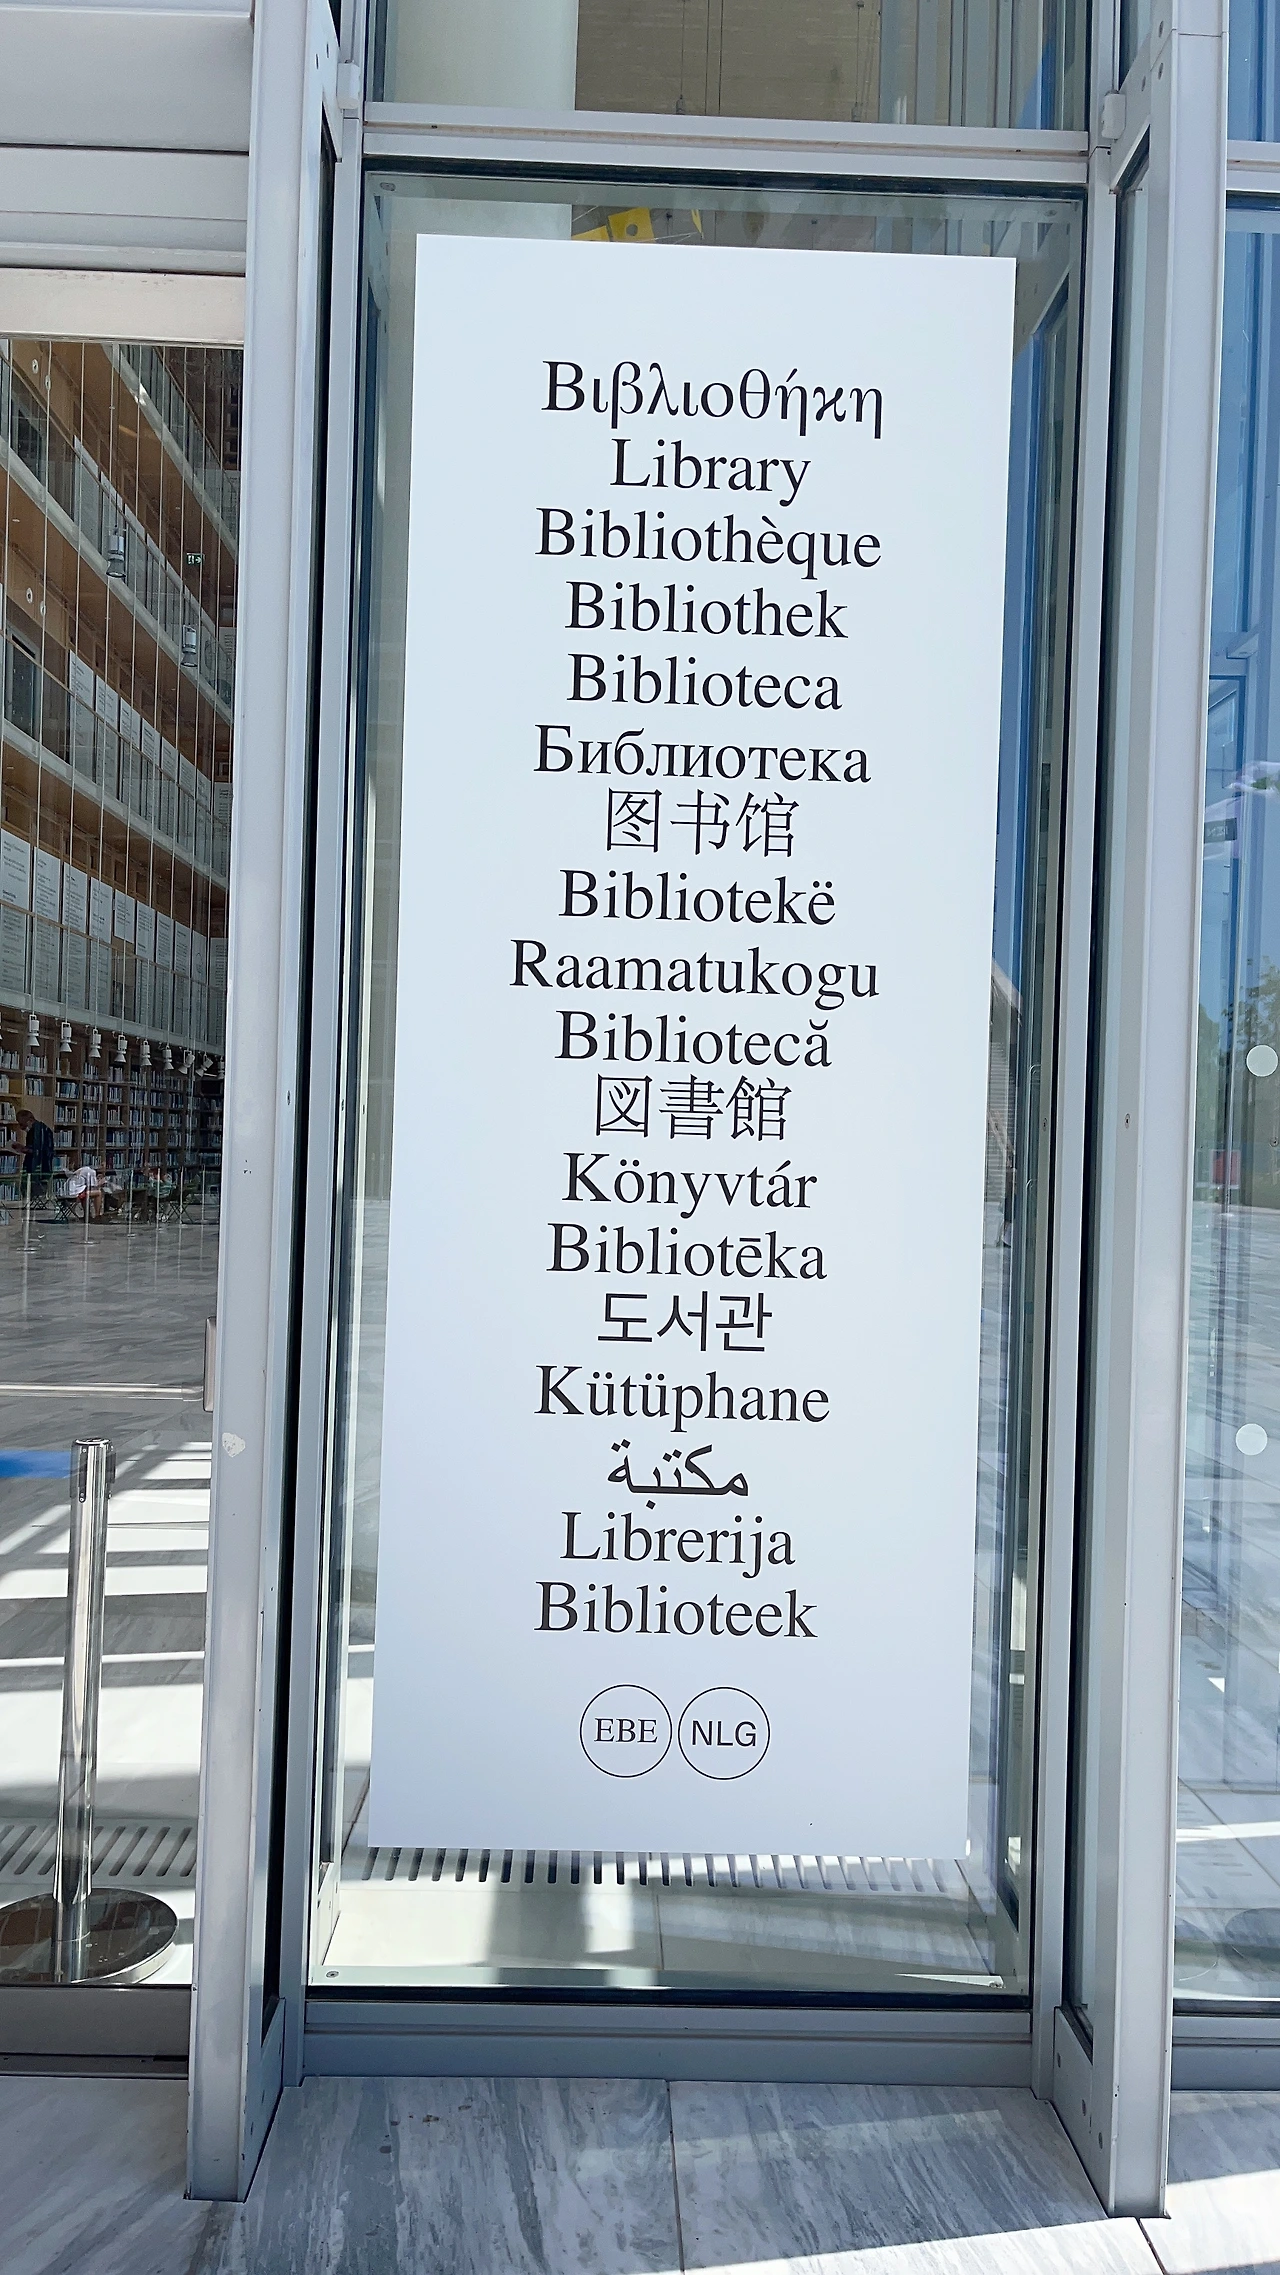 Βιβλιοθήκη
Library
Bibliothèque
Bibliothek
Biblioteca
Библиотека
图书馆
Bibliotekë
Raamatukogu
Bibliotecă
図書館
Könyvtár
Bibliotēka
도서관
Kütüphane
مكتبة
Librerija
Biblioteek
EBE NLG